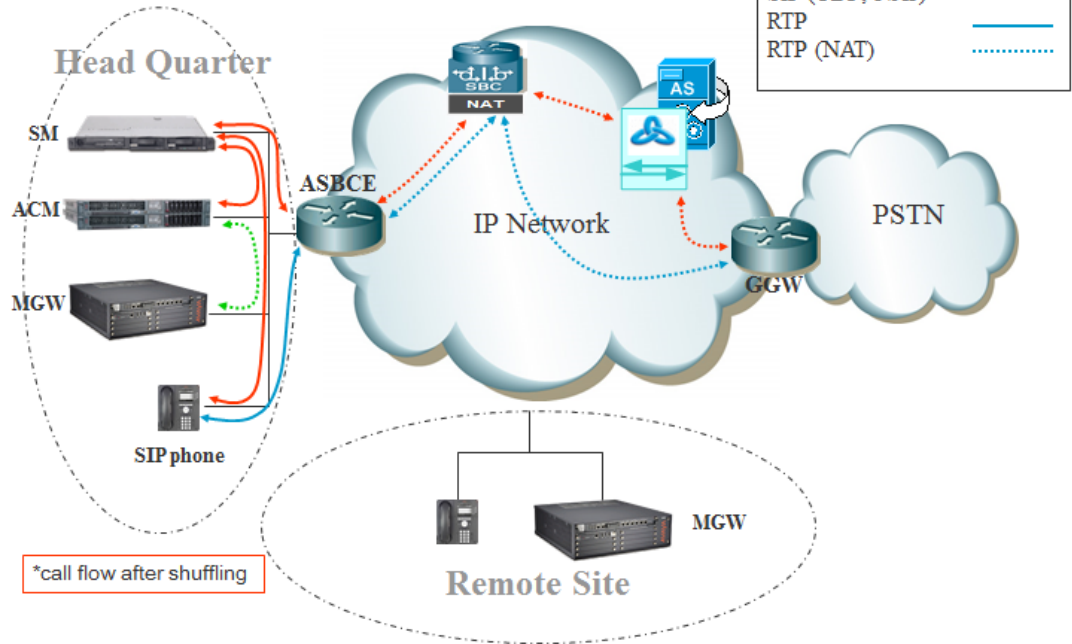 RTP
RTP (NAT)
Head Quarter
SM
ACM
MGW
SIP phone
ASBCE
SBC
NAT
AS
IP Network
GGW
PSTN
MGW
Remote Site
*call flow after shuffling